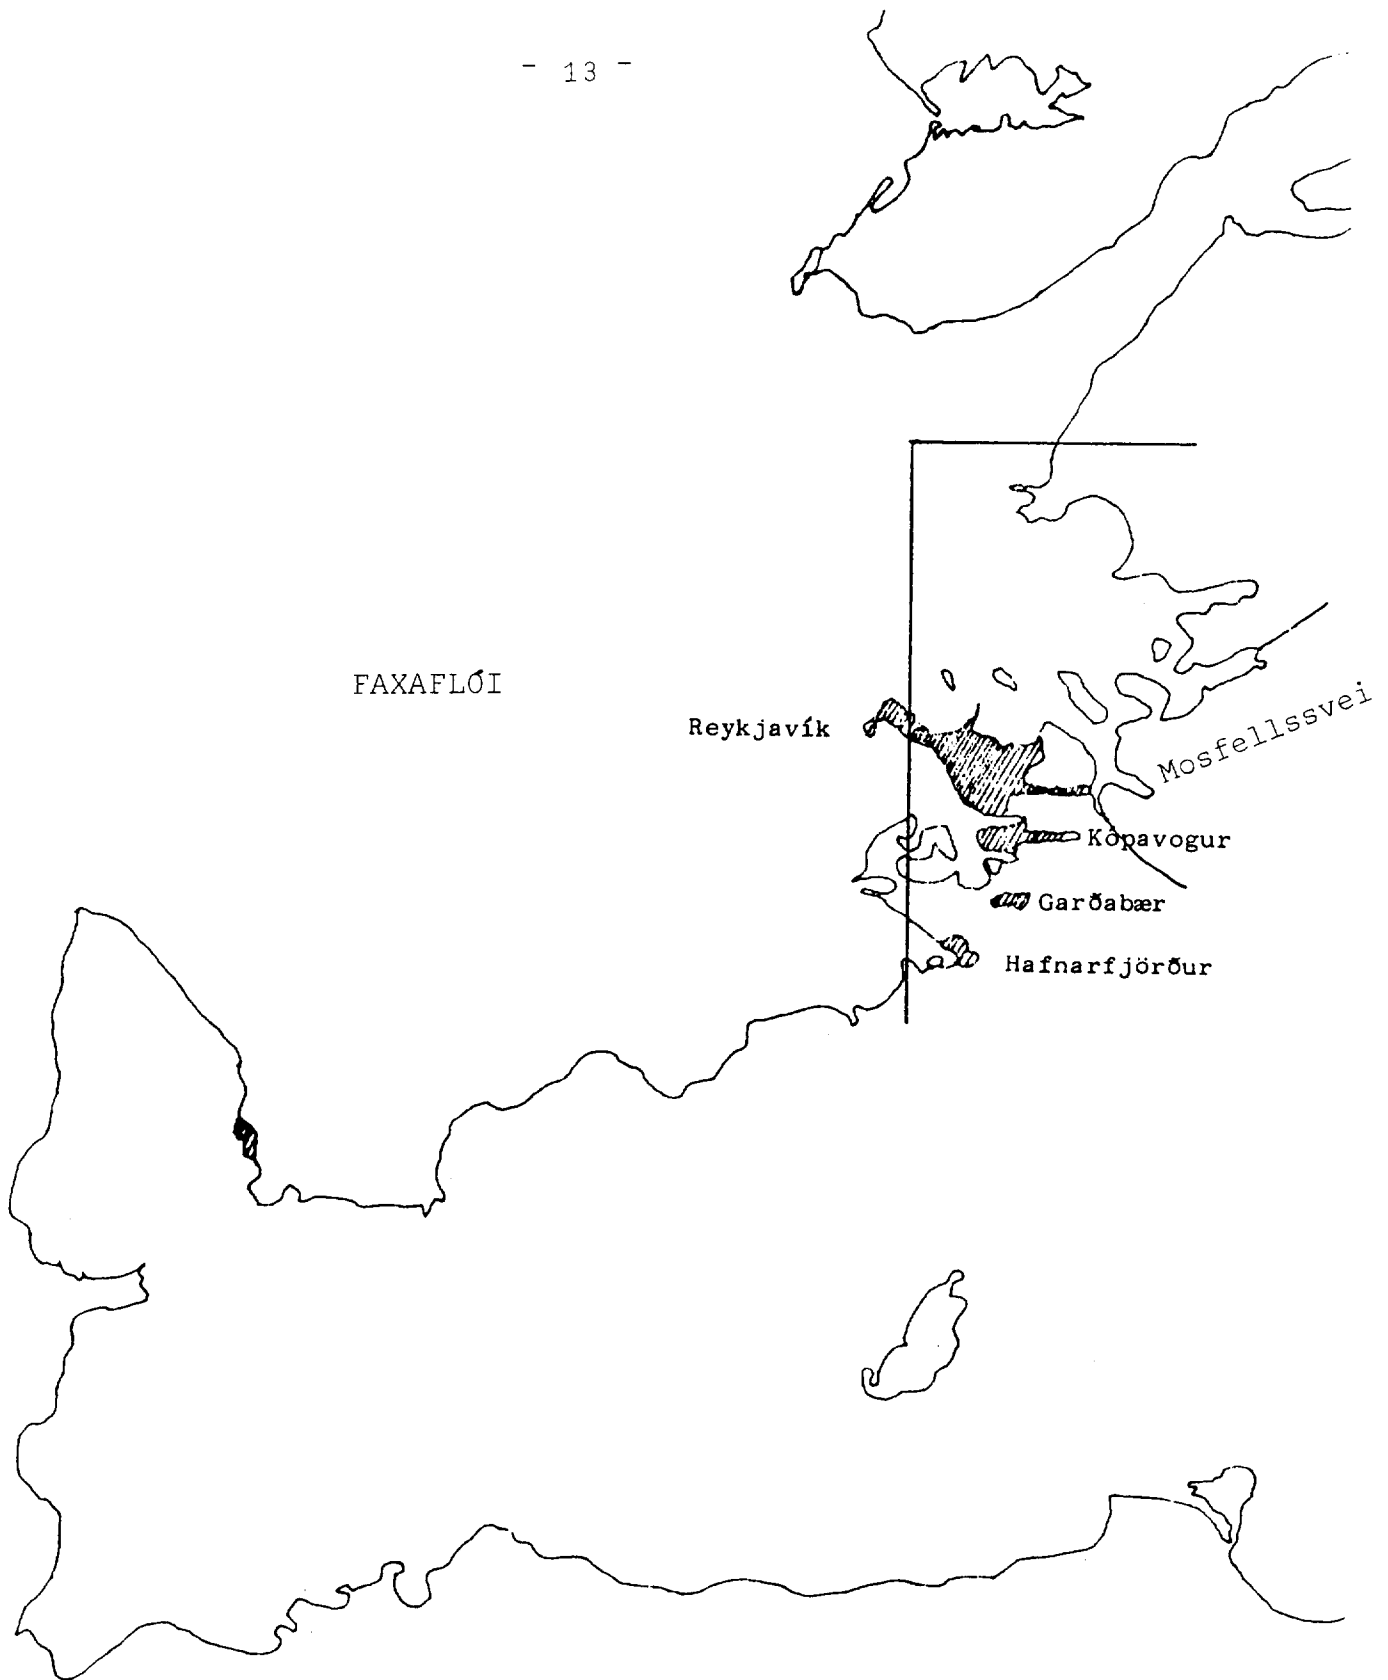 - 13 -
FAXAFLÓI
Reykjavík
Mosfellssvei
Kópavogur
Garðabær
Hafnarfjörður